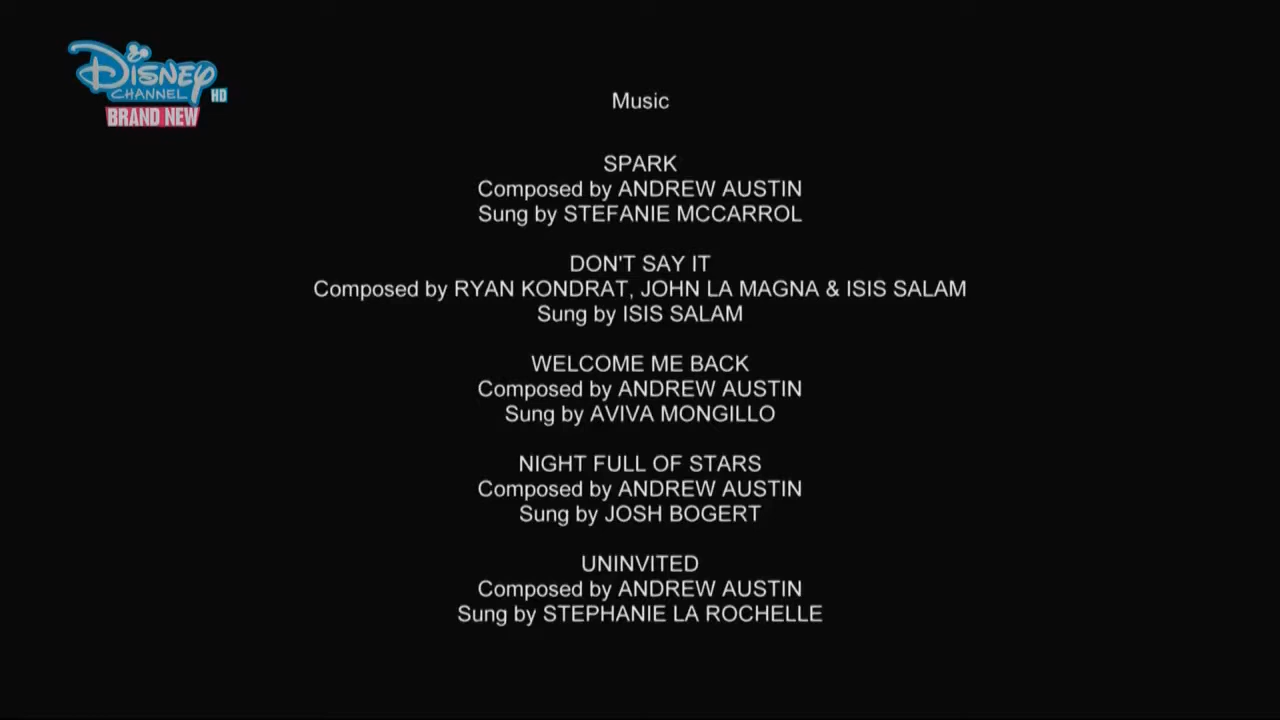 Disney
CHANNEL HD
BRAND NEW
Music
SPARK
Composed by ANDREW AUSTIN
Sung by STEFANIE MCCARROL
DON'T SAY IT
Composed by RYAN KONDRAT, JOHN LA MAGNA & ISIS SALAM
Sung by ISIS SALAM
WELCOME ME BACK
Composed by ANDREW AUSTIN
Sung by AVIVA MONGILLO
NIGHT FULL OF STARS
Composed by ANDREW AUSTIN
Sung by JOSH BOGERT
UNINVITED
Composed by ANDREW AUSTIN
Sung by STEPHANIE LA ROCHELLE